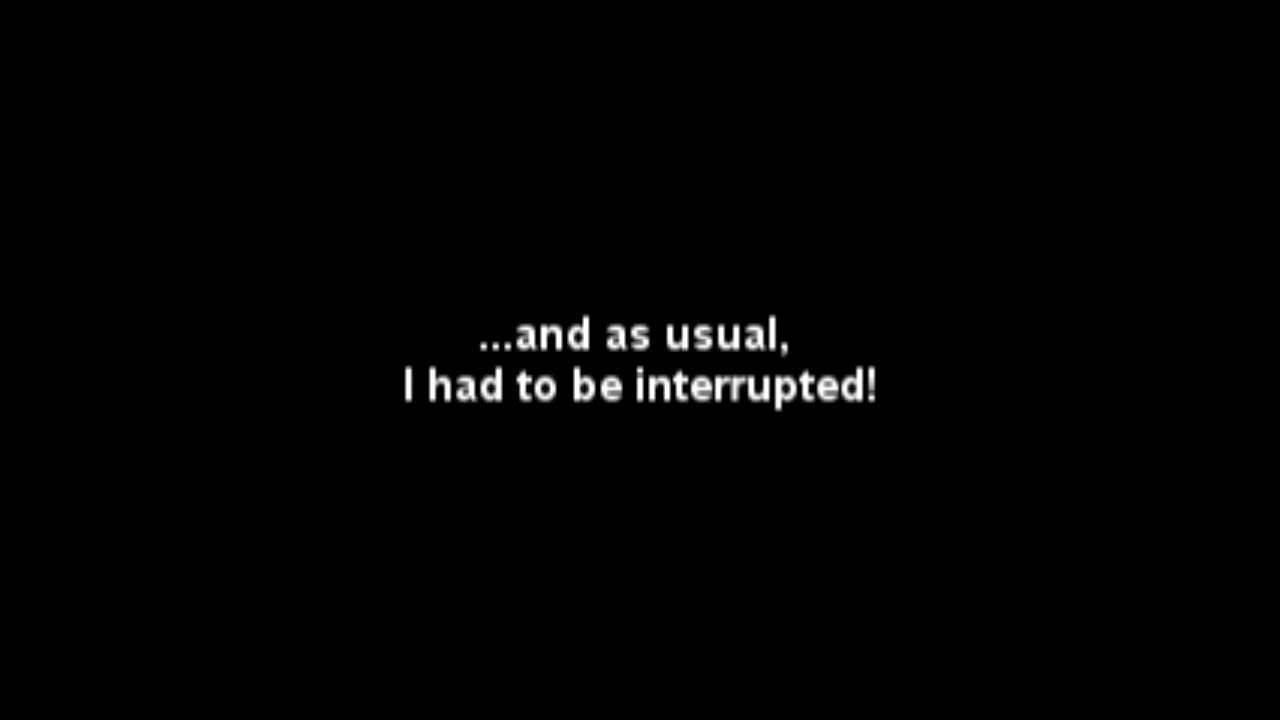 ...and as usual,
I had to be interrupted!